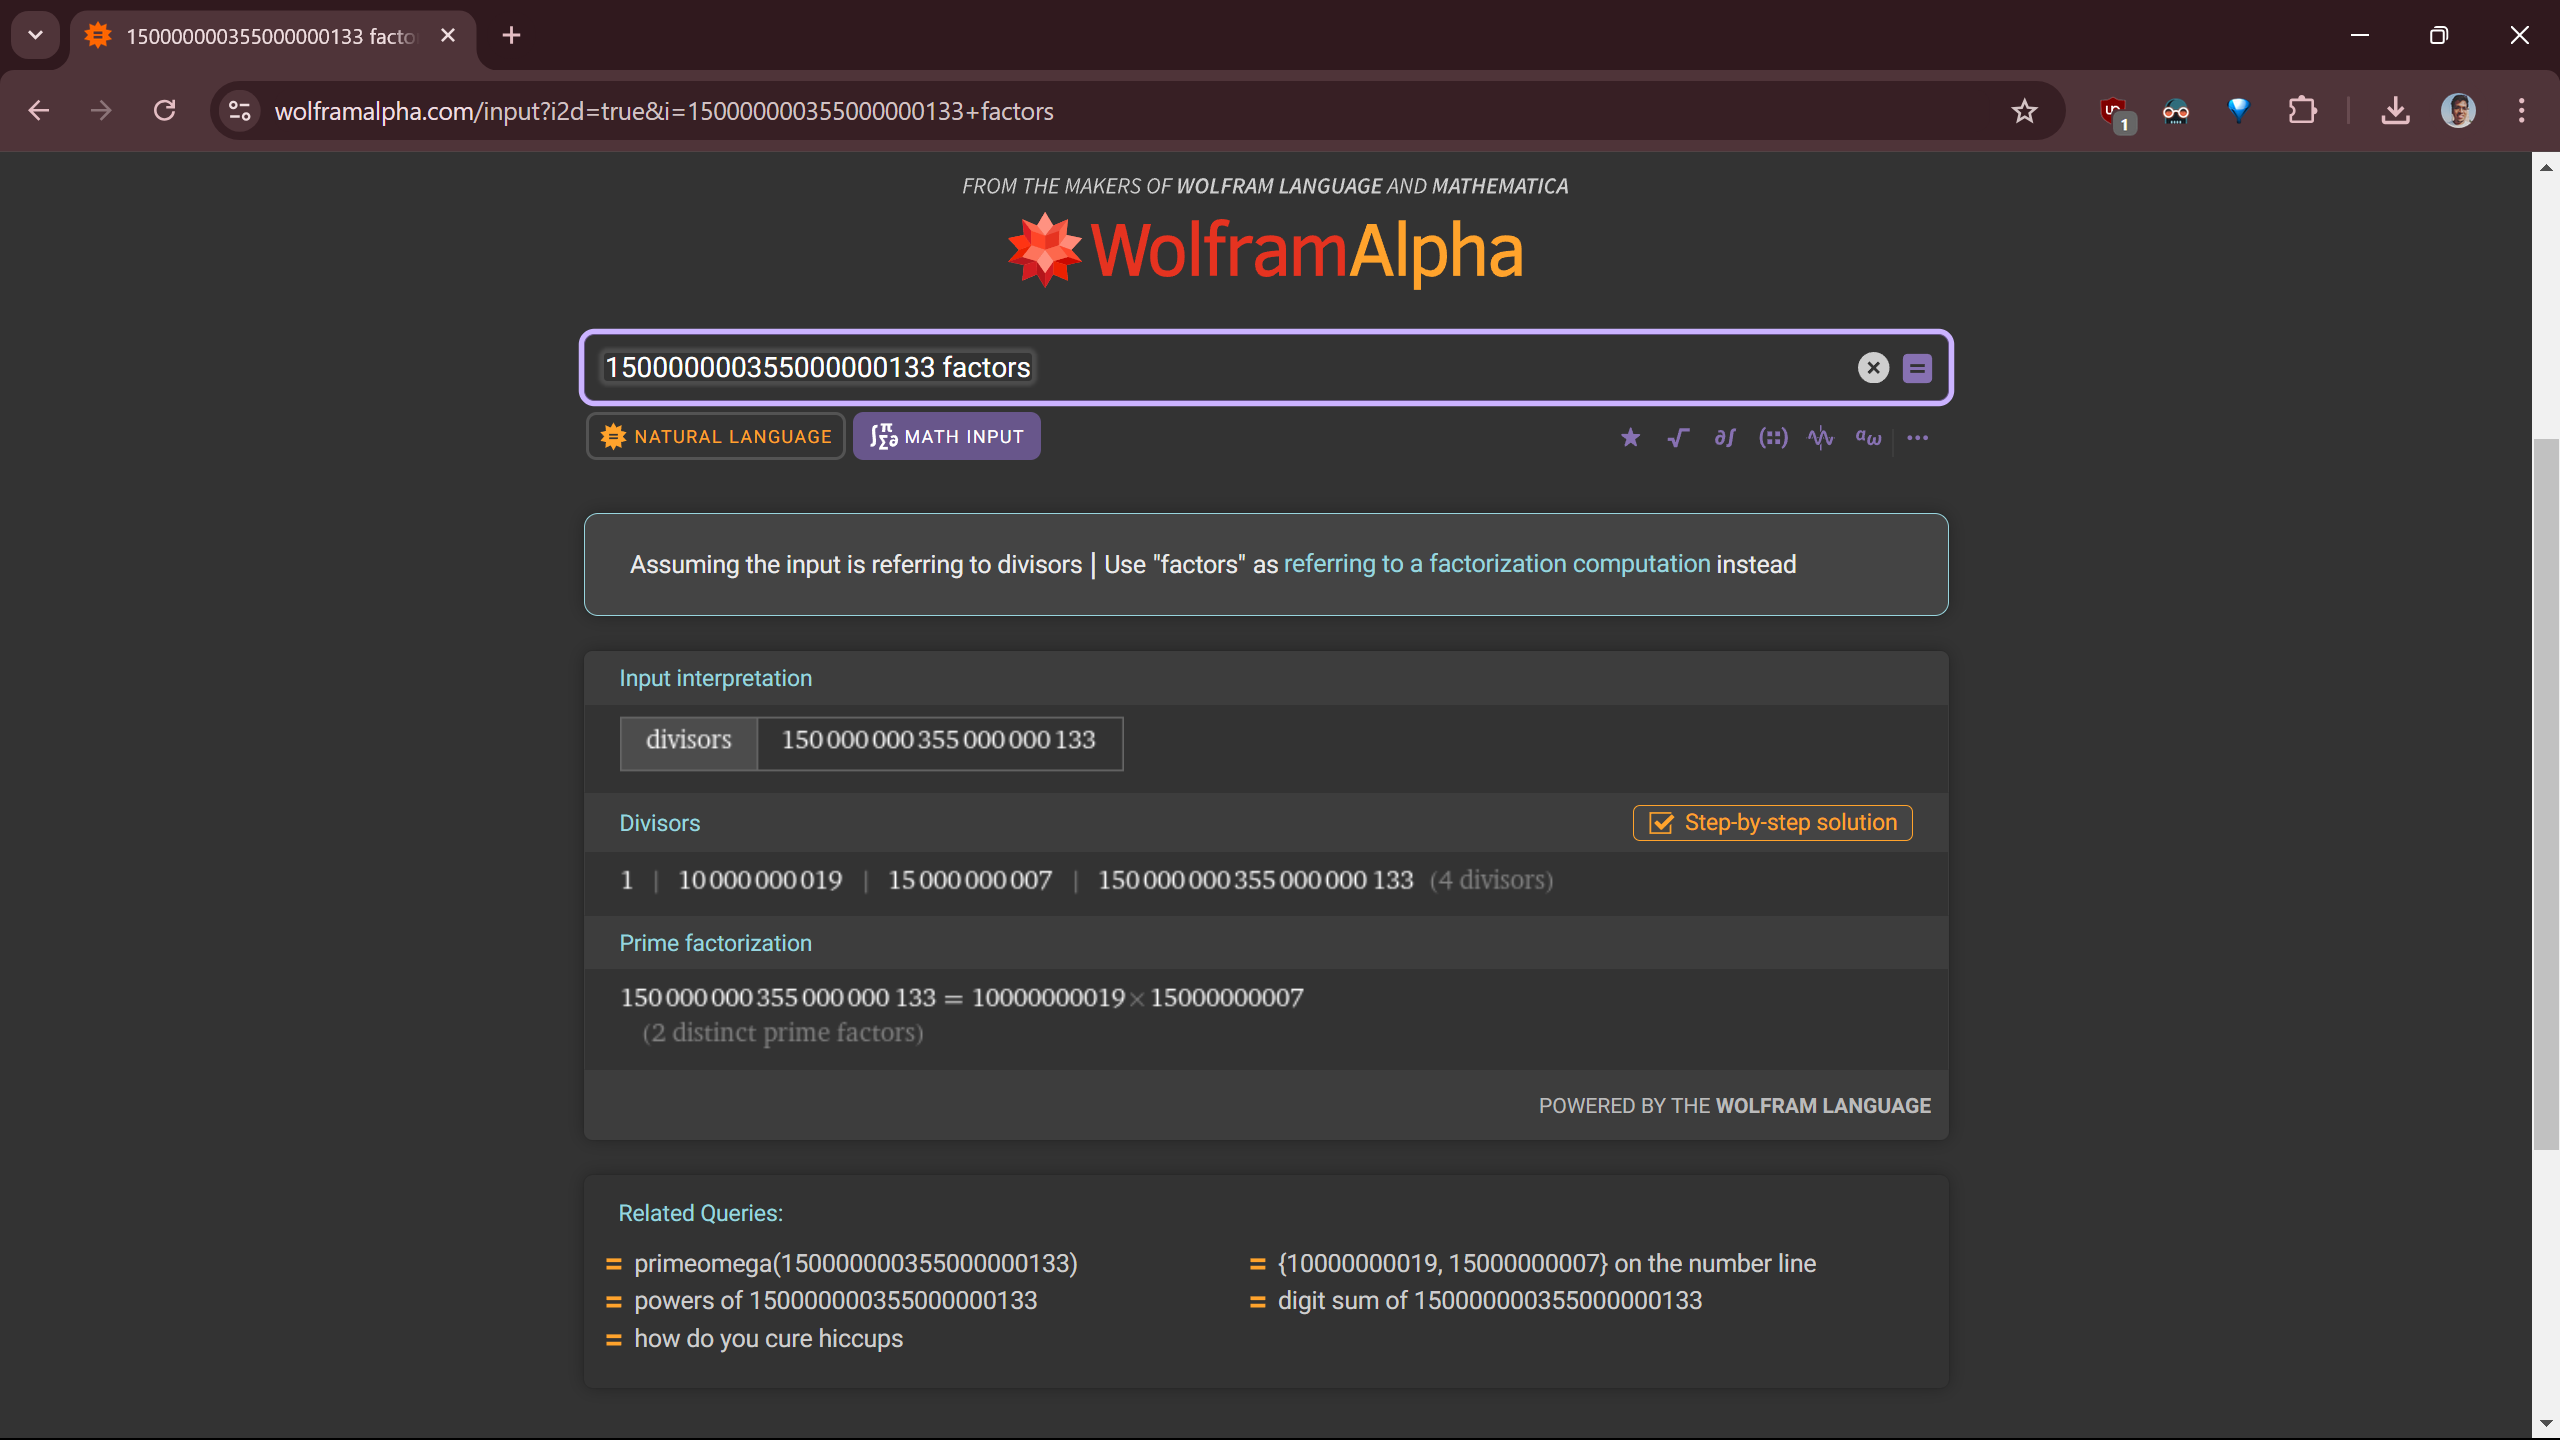 150000000355000000133 facto
wolframalpha.com/input?i2d=true&i=150000000355000000133+factors
1
FROM THE MAKERS OF WOLFRAM LANGUAGE AND MATHEMATICA
WolframAlpha
150000000355000000133 factors
NATURAL LANGUAGE
MATH INPUT
Assuming the input is referring to divisors | Use "factors" as referring to a factorization computation instead
Input interpretation
divisors 150 000 000 355 000 000 133
Divisors
Step-by-step solution
1 | 10 000 000 019 | 15 000 000 007 | 150 000 000 355 000 000 133 (4 divisors)
Prime factorization
150 000 000 355 000 000 133 = 10000000019×15000000007
(2 distinct prime factors)
POWERED BY THE WOLFRAM LANGUAGE
Related Queries:
= primeomega(150000000355000000133)
= {10000000019, 15000000007} on the number line
= powers of 150000000355000000133
= digit sum of 150000000355000000133
= how do you cure hiccups